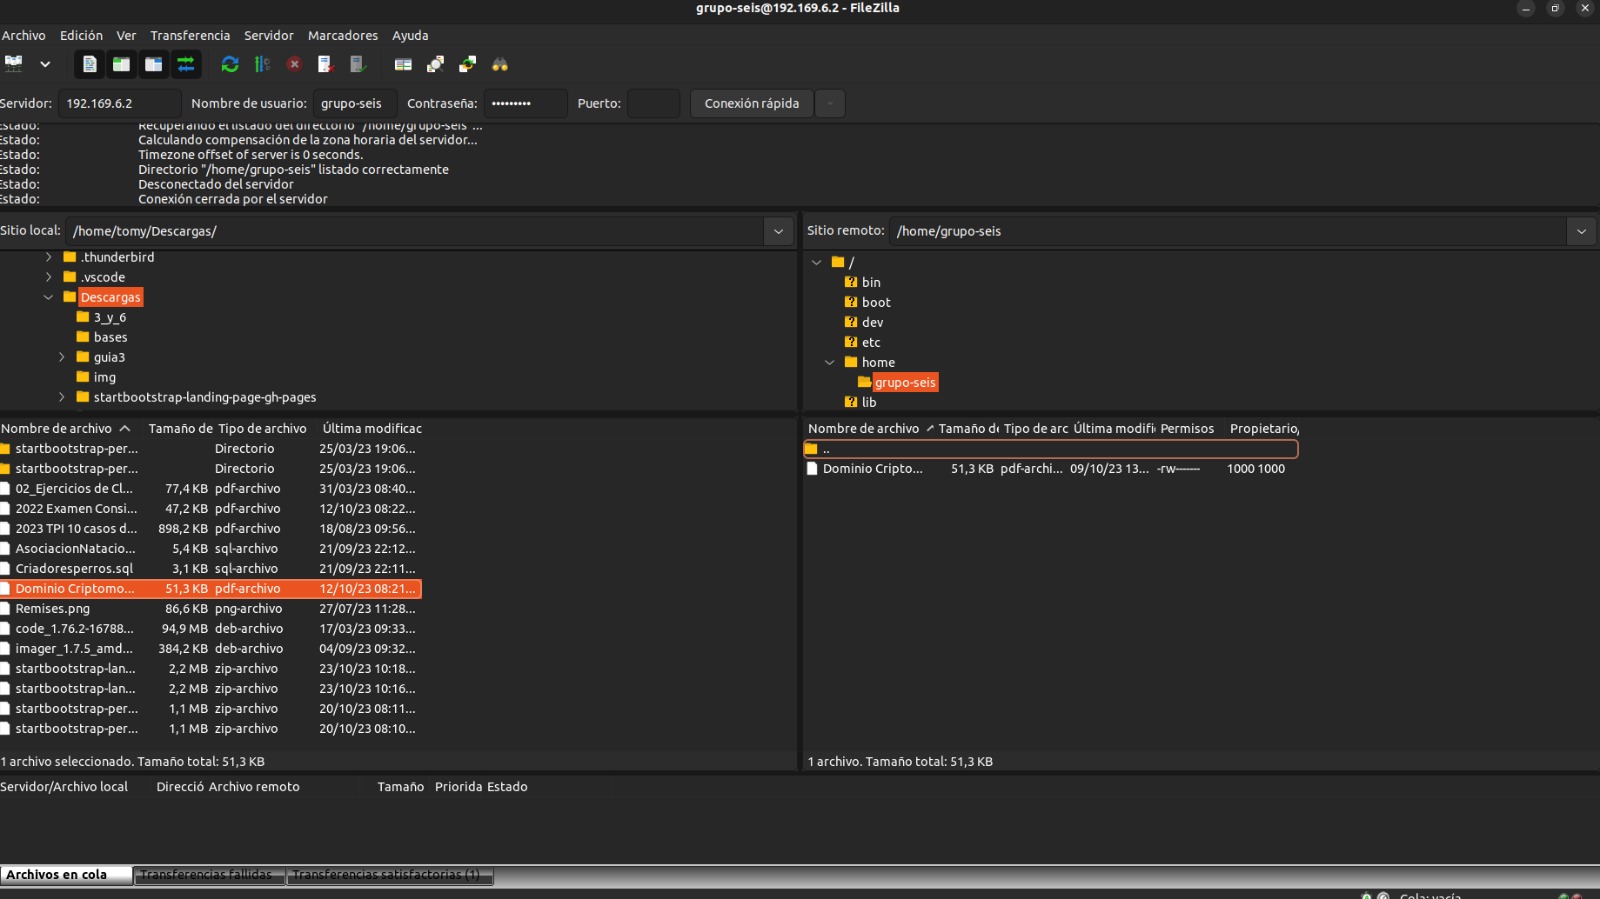 grupo-seis@192.169.6.2 - FileZilla
Archivo Edición Ver Transferencia Servidor Marcadores Ayuda
Servidor: 192.169.6.2 Nombre de usuario: grupo-seis Contraseña: ••••••••• Puerto: Conexión rápida
Estado: Recuperando el listado del directorio "/home/grupo-seis"...
Estado: Calculando compensación de la zona horaria del servidor...
Estado: Timezone offset of server is 0 seconds.
Estado: Directorio "/home/grupo-seis" listado correctamente
Estado: Desconectado del servidor
Estado: Conexión cerrada por el servidor
Sitio local: /home/tomy/Descargas/
.thunderbird
.vscode
Descargas
3_y_6
bases
guia3
img
startbootstrap-landing-page-gh-pages
Sitio remoto: /home/grupo-seis
/
? bin
? boot
? dev
? etc
home
grupo-seis
? lib
Nombre de archivo Tamaño de Tipo de archivo Última modificac
startbootstrap-per... Directorio 25/03/23 19:06...
startbootstrap-per... Directorio 25/03/23 19:06...
02_Ejercicios de Cl... 77,4 KB pdf-archivo 31/03/23 08:40...
2022 Examen Consi... 47,2 KB pdf-archivo 12/10/23 08:22...
2023 TPI 10 casos d... 898,2 KB pdf-archivo 18/08/23 09:56...
AsociacionNatacio... 5,4 KB sql-archivo 21/09/23 22:12...
Criadoresperros.sql 3,1 KB sql-archivo 21/09/23 22:11...
Dominio Criptomo... 51,3 KB pdf-archivo 12/10/23 08:21...
Remises.png 86,6 KB png-archivo 27/07/23 11:28...
code_1.76.2-16788... 94,9 MB deb-archivo 17/03/23 09:33...
imager_1.7.5_amd... 384,2 KB deb-archivo 04/09/23 09:32...
startbootstrap-lan... 2,2 MB zip-archivo 23/10/23 10:18...
startbootstrap-lan... 2,2 MB zip-archivo 23/10/23 10:16...
startbootstrap-per... 1,1 MB zip-archivo 20/10/23 08:11...
startbootstrap-per... 1,1 MB zip-archivo 20/10/23 08:10...
1 archivo seleccionado. Tamaño total: 51,3 KB
Nombre de archivo Tamaño de Tipo de arc Última modifi Permisos Propietario/
..
Dominio Cripto... 51,3 KB pdf-archi... 09/10/23 13... -rw------- 1000 1000
1 archivo. Tamaño total: 51,3 KB
Servidor/Archivo local Direcció Archivo remoto Tamaño Priorida Estado
Archivos en cola Transferencias fallidas Transferencias satisfactorias (1)
Cola: vacía